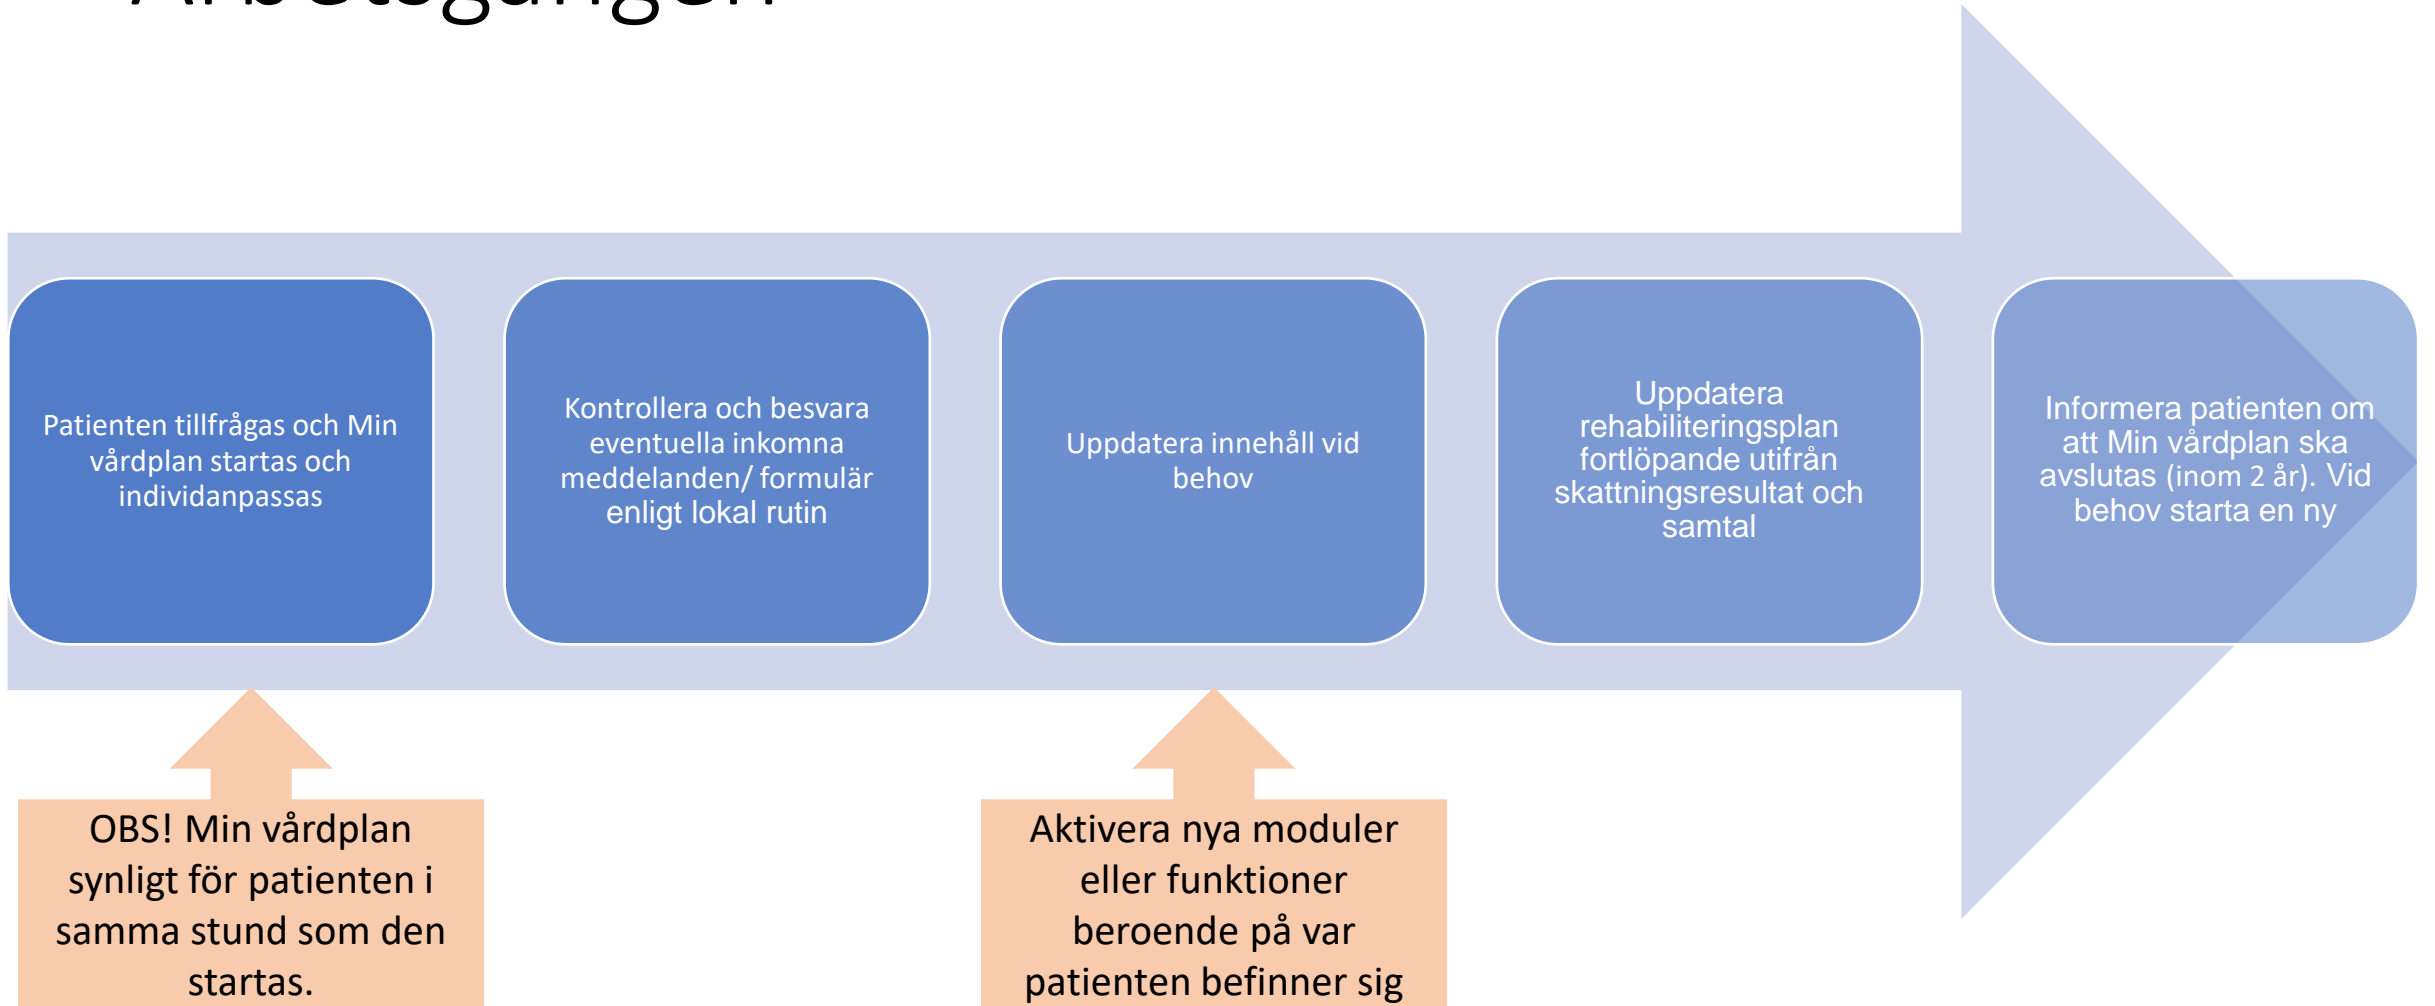 Arbetsgången
Patienten tillfrågas och Min
vårdplan startas och
individanpassas
Kontrollera och besvara
eventuella inkomna
meddelanden/ formulär
enligt lokal rutin
Uppdatera innehåll vid
behov
Uppdatera
rehabiliteringsplan
fortlöpande utifrån
skattningsresultat och
samtal
Informera patienten om
att Min vårdplan ska
avslutas (inom 2 år). Vid
behov starta en ny
OBS! Min vårdplan
synligt för patienten i
samma stund som den
startas.
Aktivera nya moduler
eller funktioner
beroende på var
patienten befinner sig